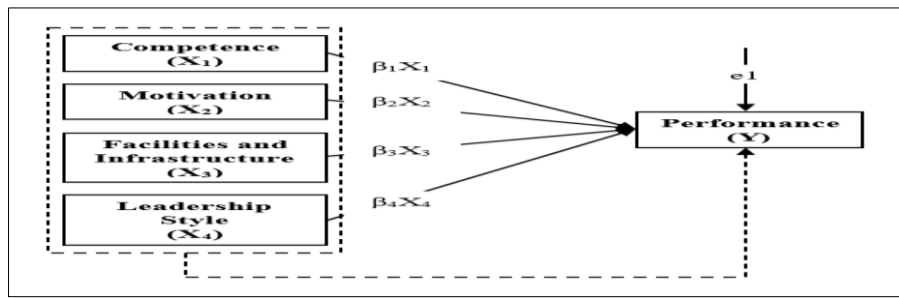 Competence
(X₁)
Motivation
(X₂)
Facilities and
Infrastructure
(X₃)
Leadership
Style
(X₄)
β₁X₁
β₂X₂
β₃X₃
β₄X₄
e1
Performance
(Y)